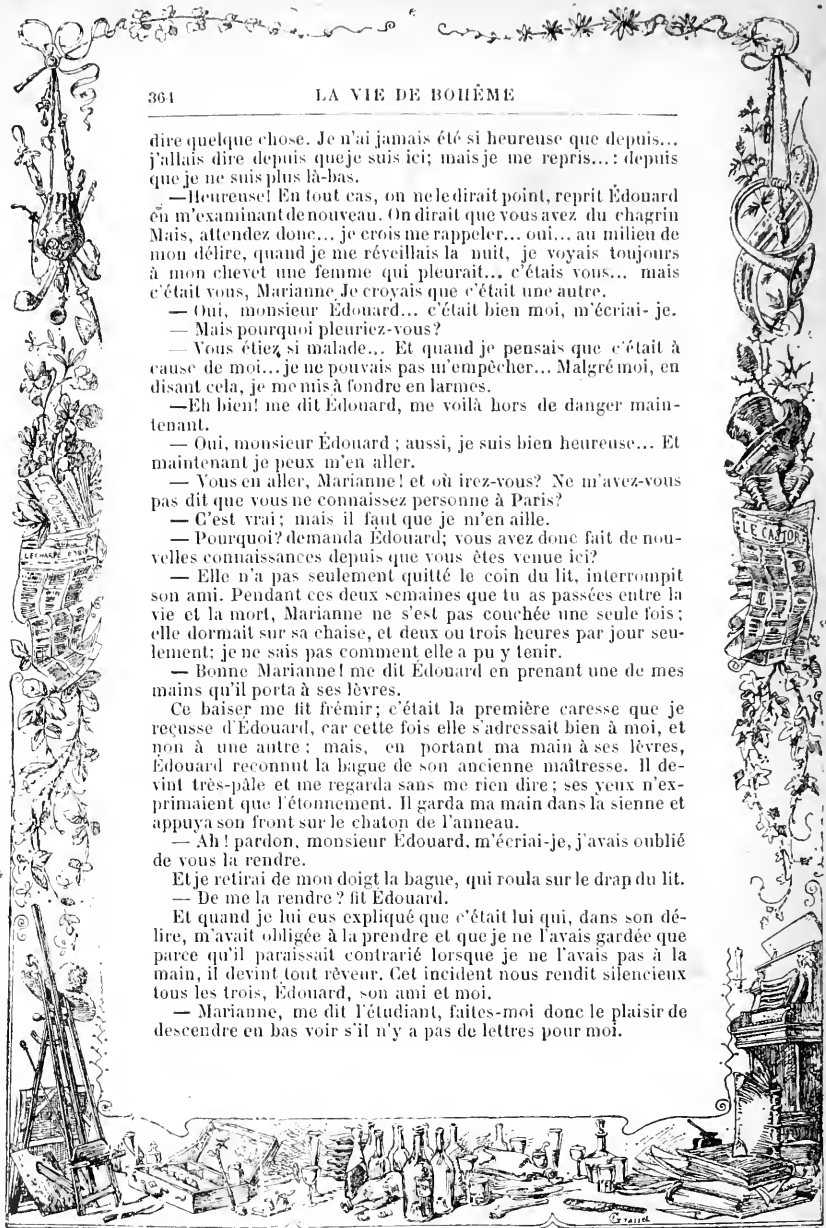 364 LA VIE DE BOHÊME
dire quelque chose. Je n'ai jamais été si heureuse que depuis...
j'allais dire depuis que je suis ici; mais je me repris... : depuis
que je ne suis plus là-bas.
—Heureuse! En tout cas, on ne le dirait point, reprit Édouard
en m'examinant de nouveau. On dirait que vous avez du chagrin
Mais, attendez donc... je crois me rappeler... oui... au milieu de
mon délire, quand je me réveillais la nuit, je voyais toujours
à mon chevet une femme qui pleurait... c'étais vous... mais
c'était vous, Marianne. Je croyais que c'était une autre.
— Oui, monsieur Édouard... c'était bien moi, m'écriai- je.
— Mais pourquoi pleuriez-vous?
— Vous étiez si malade... Et quand je pensais que c'était à
cause de moi... je ne pouvais pas m'empêcher... Malgré moi, en
disant cela, je me mis à fondre en larmes.
—Eh bien! me dit Édouard, me voilà hors de danger main-
tenant.
— Oui, monsieur Édouard ; aussi, je suis bien heureuse... Et
maintenant je peux m'en aller.
— Vous en aller, Marianne! et où irez-vous? Ne m'avez-vous
pas dit que vous ne connaissez personne à Paris?
— C'est vrai; mais il faut que je m'en aille.
— Pourquoi? demanda Édouard; vous avez donc fait de nou-
velles connaissances depuis que vous êtes venue ici?
— Elle n'a pas seulement quitté le coin du lit, interrompit
son ami. Pendant ces deux semaines que tu as passées entre la
vie et la mort, Marianne ne s'est pas couchée une seule fois;
elle dormait sur sa chaise, et deux ou trois heures par jour seu-
lement; je ne sais pas comment elle a pu y tenir.
— Bonne Marianne! me dit Édouard en prenant une de mes
mains qu'il porta à ses lèvres.
Ce baiser me fit frémir; c'était la première caresse que je
reçusse d'Édouard, car cette fois elle s'adressait bien à moi, et
non à une autre; mais, en portant ma main à ses lèvres,
Édouard reconnut la bague de son ancienne maîtresse. Il de-
vint très-pâle et me regarda sans me rien dire; ses yeux n'ex-
primaient que l'étonnement. Il garda ma main dans la sienne et
appuya son front sur le chaton de l'anneau.
— Ah! pardon, monsieur Édouard, m'écriai-je, j'avais oublié
de vous la rendre.
Et je retirai de mon doigt la bague, qui roula sur le drap du lit.
— De me la rendre? fit Édouard.
Et quand je lui eus expliqué que c'était lui qui, dans son dé-
lire, m'avait obligée à la prendre et que je ne l'avais gardée que
parce qu'il paraissait contrarié lorsque je ne l'avais pas à la
main, il devint tout rêveur. Cet incident nous rendit silencieux
tous les trois, Édouard, son ami et moi.
— Marianne, me dit l'étudiant, faites-moi donc le plaisir de
descendre en bas voir s'il n'y a pas de lettres pour moi.
LE CASTOR
Grasset